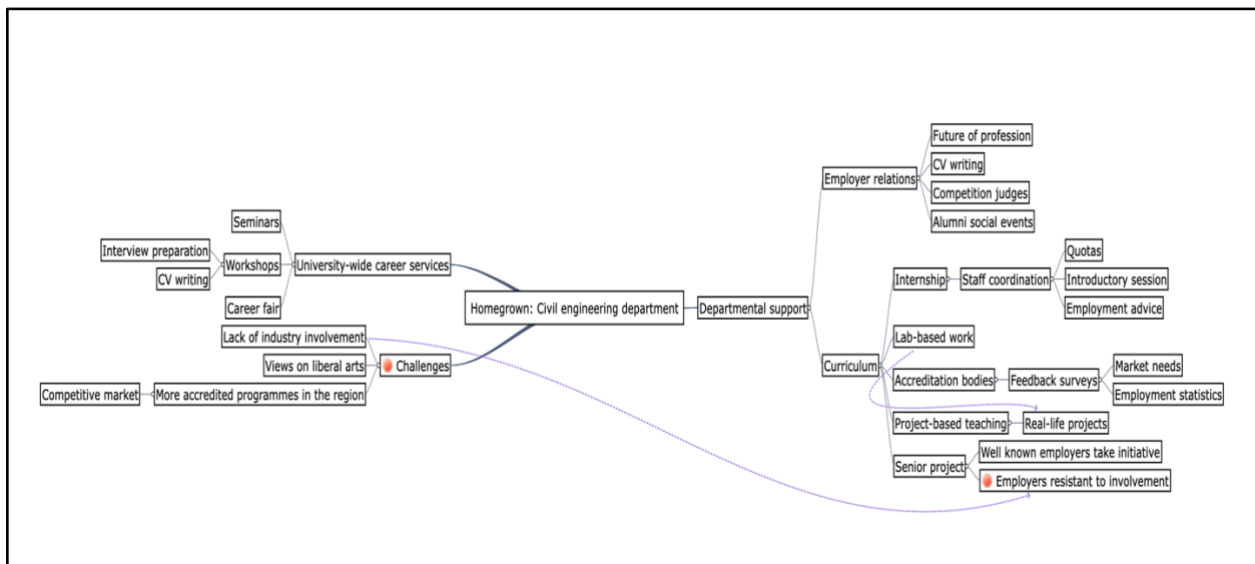 Homegrown: Civil engineering department
University-wide career services
Seminars
Workshops
Interview preparation
CV writing
Career fair
Challenges
Lack of industry involvement
Views on liberal arts
More accredited programmes in the region
Competitive market
Departmental support
Employer relations
Future of profession
CV writing
Competition judges
Alumni social events
Curriculum
Internship
Staff coordination
Quotas
Introductory session
Employment advice
Lab-based work
Accreditation bodies
Feedback surveys
Market needs
Employment statistics
Project-based teaching
Real-life projects
Senior project
Well known employers take initiative
Employers resistant to involvement